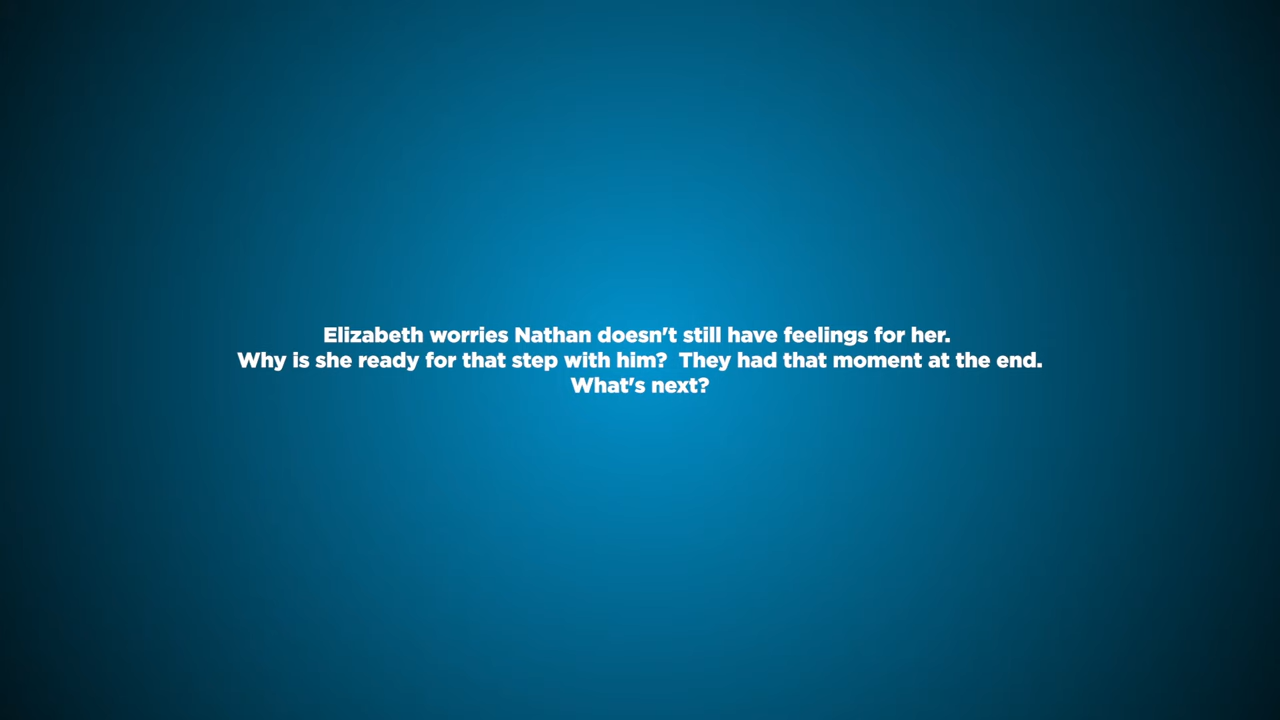 Elizabeth worries Nathan doesn't still have feelings for her.
Why is she ready for that step with him?  They had that moment at the end.
What's next?